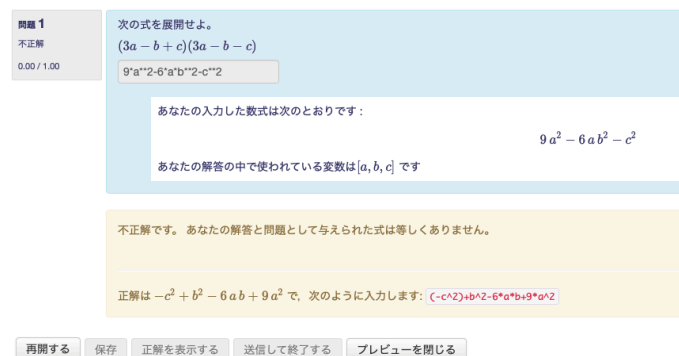 問題 1
不正解
0.00 / 1.00
次の式を展開せよ。
(3a − b + c)(3a − b − c)
9*a**2-6*a*b**2-c**2
あなたの入力した数式は次のとおりです :
9 a² − 6 a b² − c²
あなたの解答の中で使われている変数は[a, b, c] です
不正解です。 あなたの解答と問題として与えられた式は等しくありません。
正解は −c² + b² − 6 a b + 9 a² で, 次のように入力します: (-c^2)+b^2-6*a*b+9*a^2
再開する 保存 正解を表示する 送信して終了する プレビューを閉じる